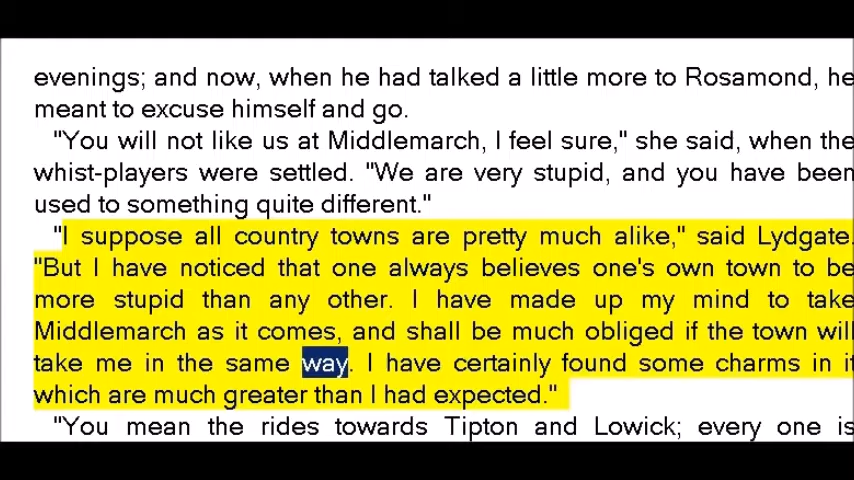 evenings; and now, when he had talked a little more to Rosamond, he
meant to excuse himself and go.
"You will not like us at Middlemarch, I feel sure," she said, when the
whist-players were settled. "We are very stupid, and you have been
used to something quite different."
"I suppose all country towns are pretty much alike," said Lydgate.
"But I have noticed that one always believes one's own town to be
more stupid than any other. I have made up my mind to take
Middlemarch as it comes, and shall be much obliged if the town will
take me in the same way. I have certainly found some charms in it
which are much greater than I had expected."
"You mean the rides towards Tipton and Lowick; every one is